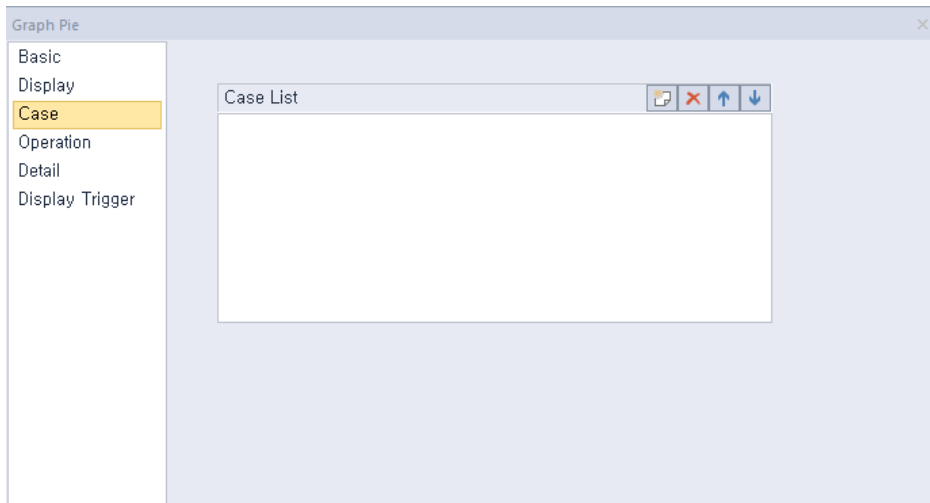 Graph Pie
Basic
Display
Case
Operation
Detail
Display Trigger
Case List